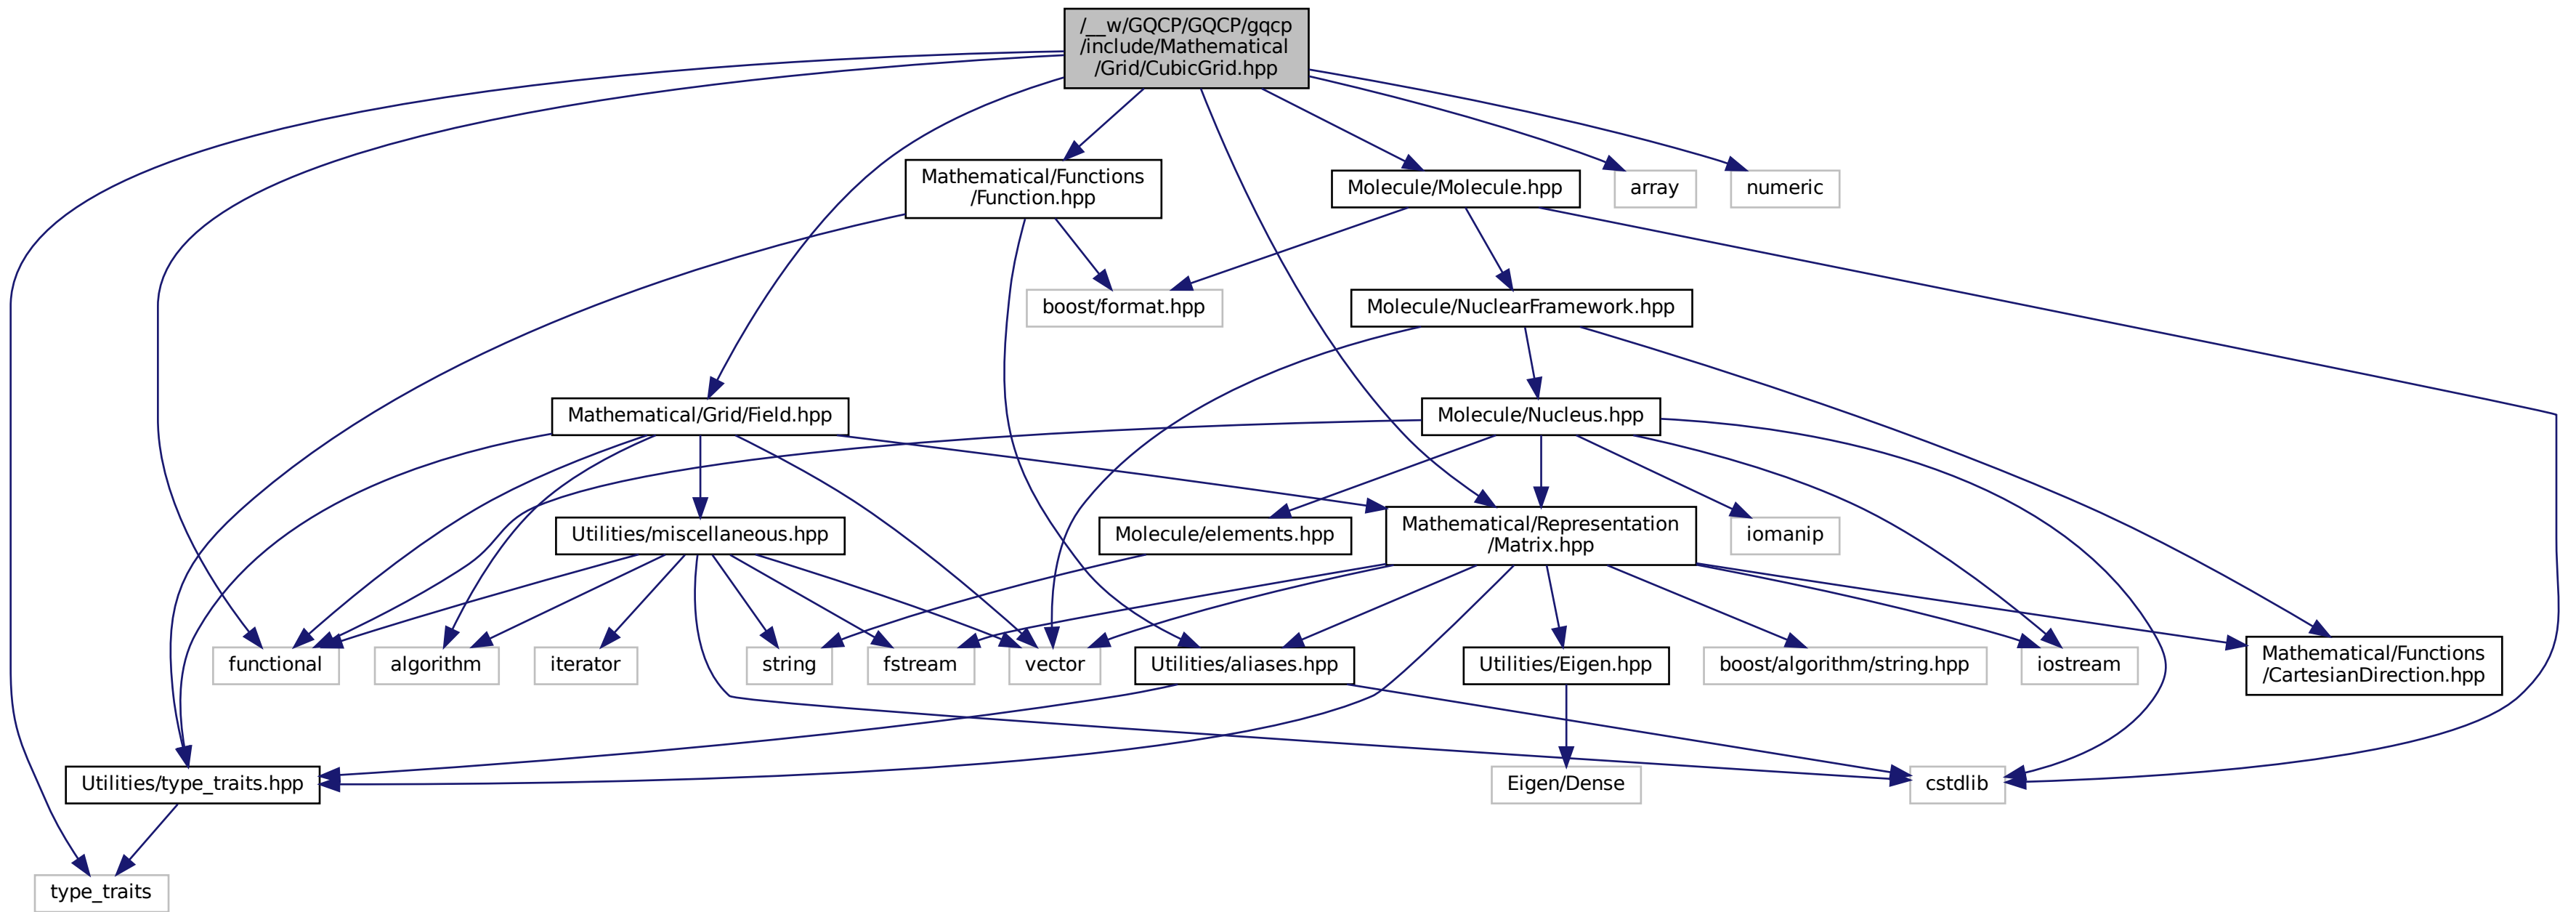 /__w/GQCP/GQCP/gqcp
/include/Mathematical
/Grid/CubicGrid.hpp
Mathematical/Functions
/Function.hpp
Molecule/Molecule.hpp
array
numeric
boost/format.hpp
Molecule/NuclearFramework.hpp
Mathematical/Grid/Field.hpp
Molecule/Nucleus.hpp
Utilities/miscellaneous.hpp
Molecule/elements.hpp
Mathematical/Representation
/Matrix.hpp
iomanip
functional
algorithm
iterator
string
fstream
vector
Utilities/aliases.hpp
Utilities/Eigen.hpp
boost/algorithm/string.hpp
iostream
Mathematical/Functions
/CartesianDirection.hpp
Utilities/type_traits.hpp
Eigen/Dense
cstdlib
type_traits